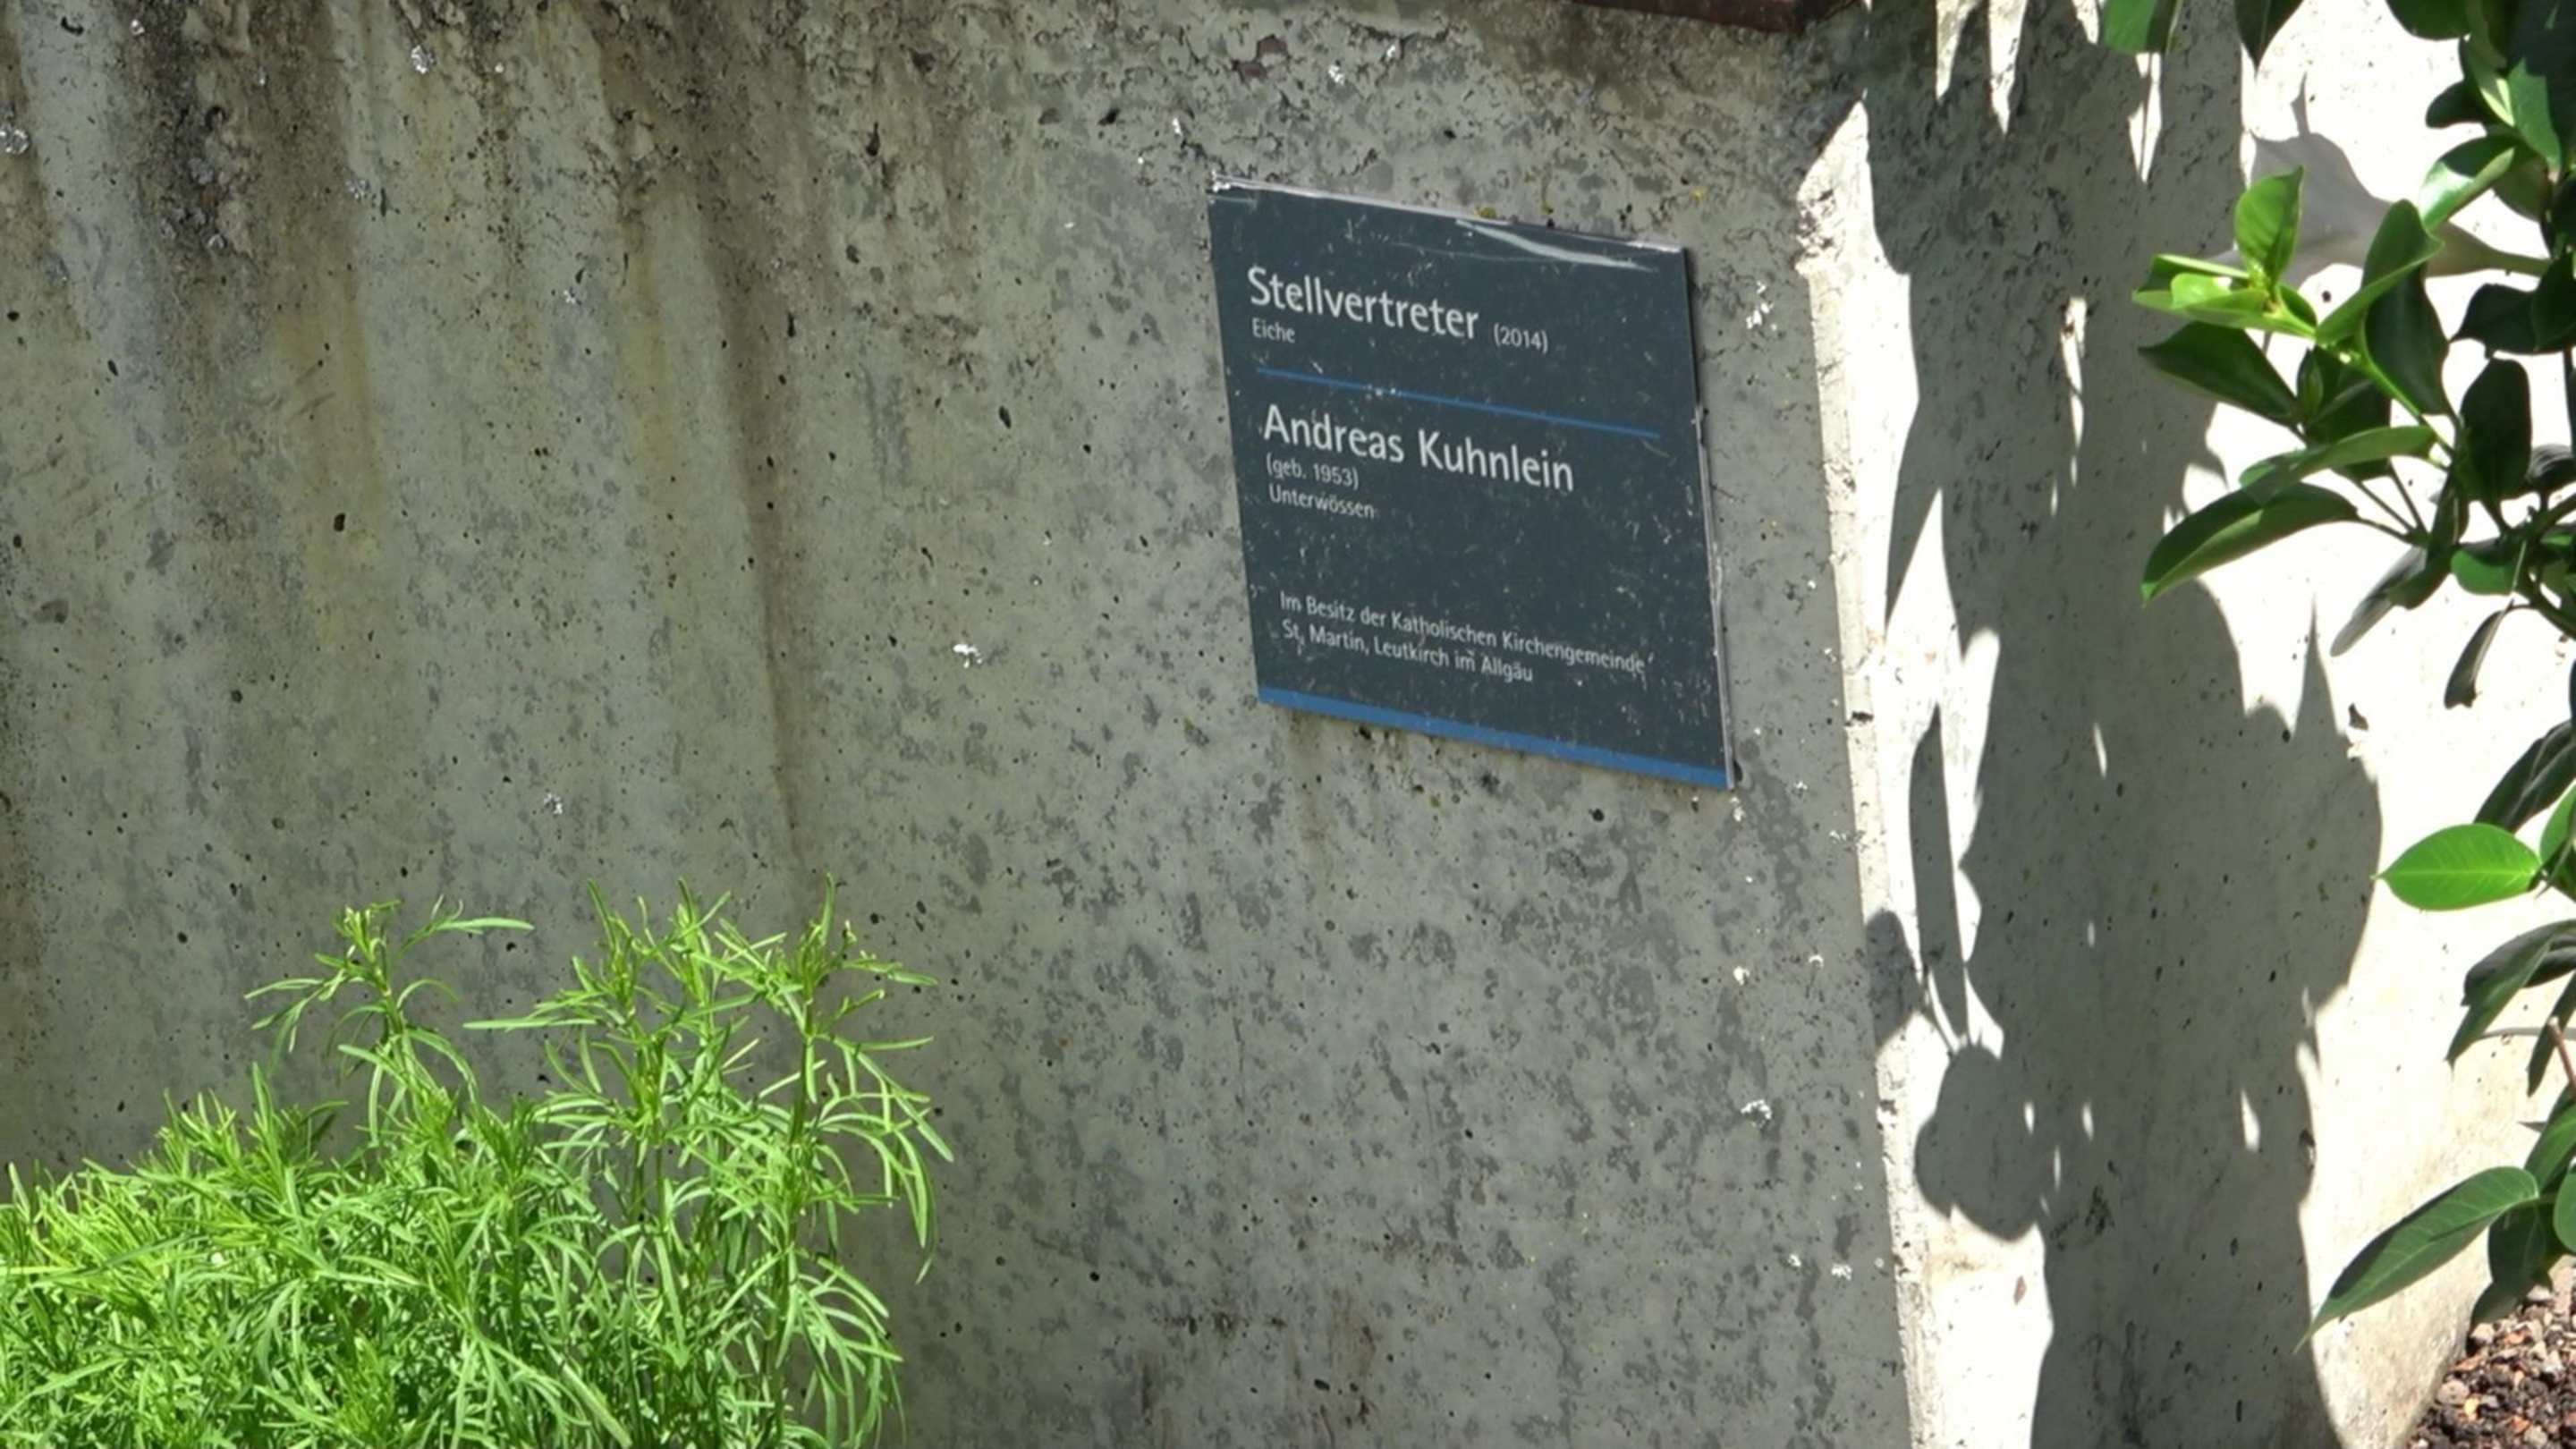 Stellvertreter (2014)
Eiche
Andreas Kuhnlein
(geb. 1953)
Unterwössen
Im Besitz der Katholischen Kirchengemeinde
St. Martin, Leutkirch im Allgäu